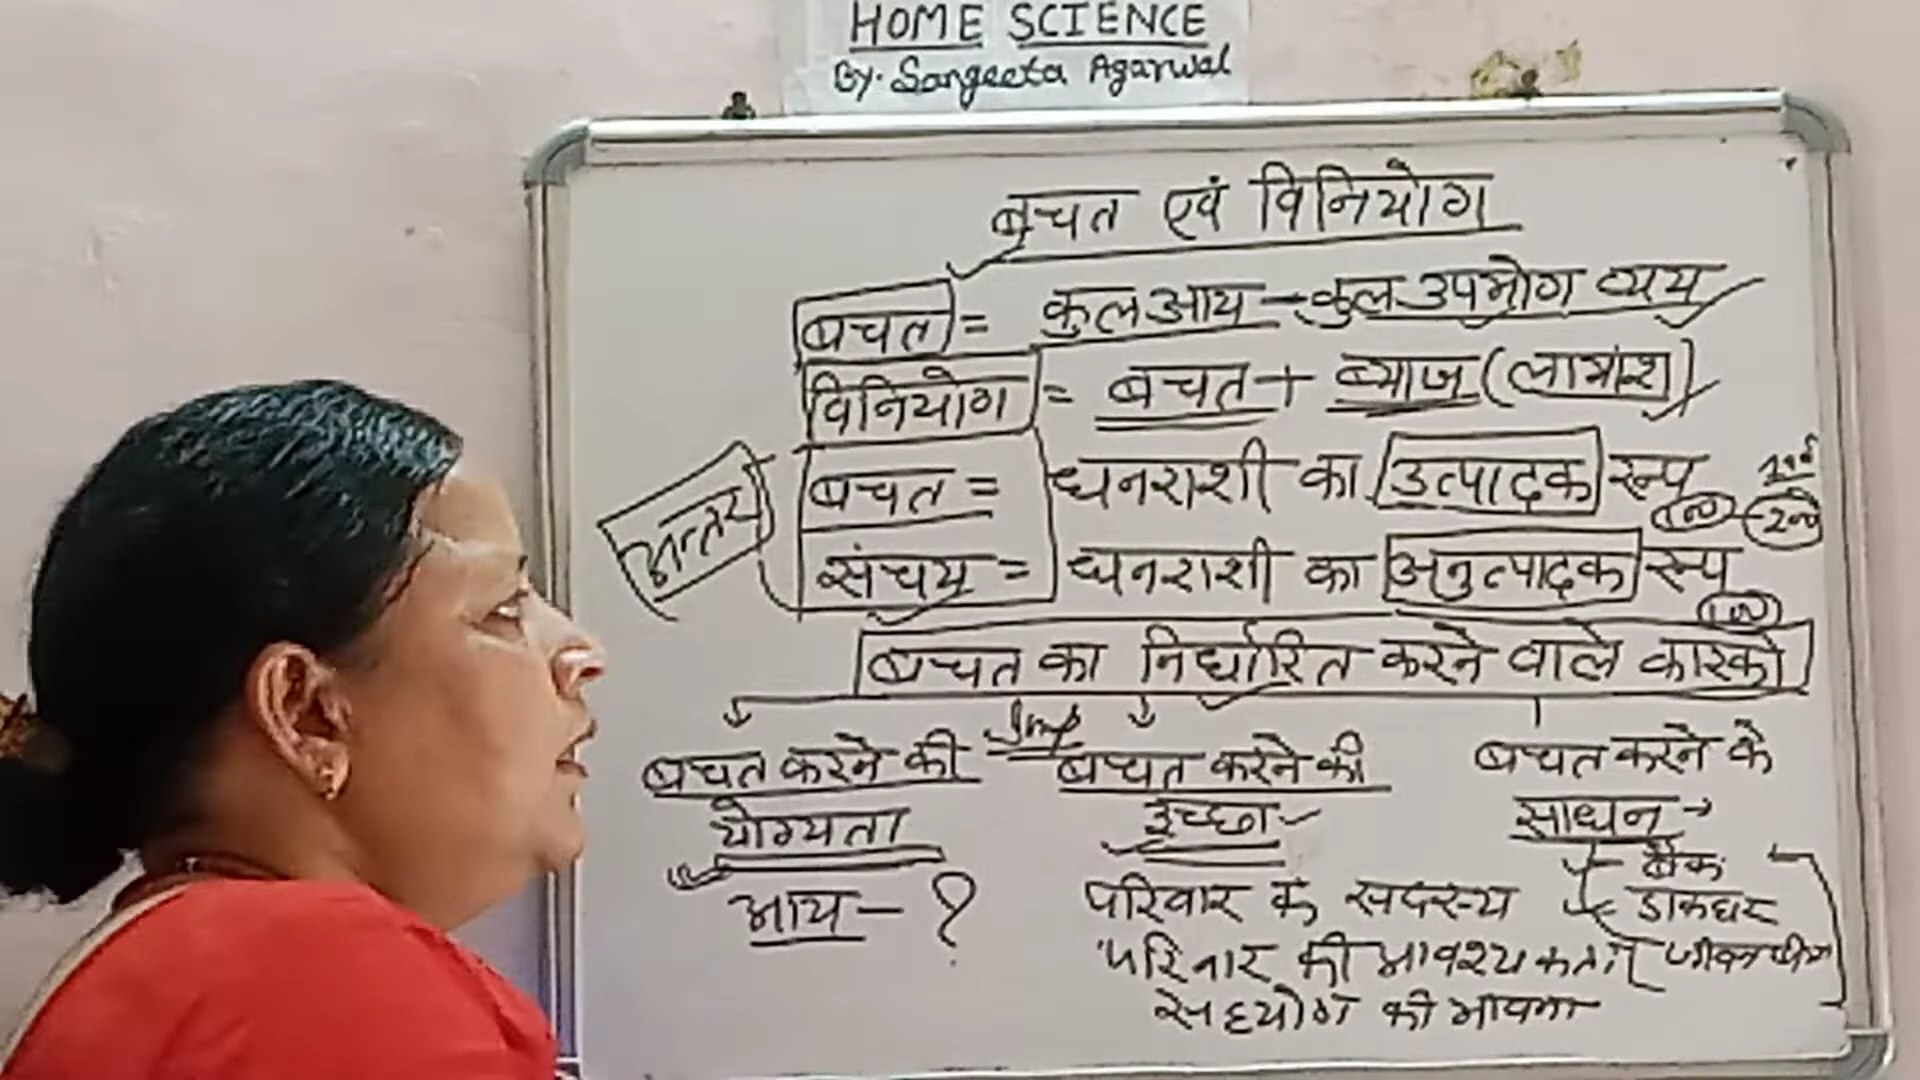 HOME SCIENCE
By. Sangeeta Agarwal
बचत एवं विनियोग
बचत = कुल आय - कुल उपभोग व्यय
विनियोग = बचत + ब्याज (लाभांश)
अन्तर
बचत = धनराशी का उत्पादक रूप
संचय = धनराशी का अनुत्पादक रूप
बचत का निर्धारित करने वाले कारको
Imp
बचत करने की योग्यता
आय - ?
बचत करने की इच्छा
परिवार के सदस्य
परिवार की आवश्यकता
सहयोग की भावना
बचत करने के साधन
बैंक
डाकघर
जीवन बीमा